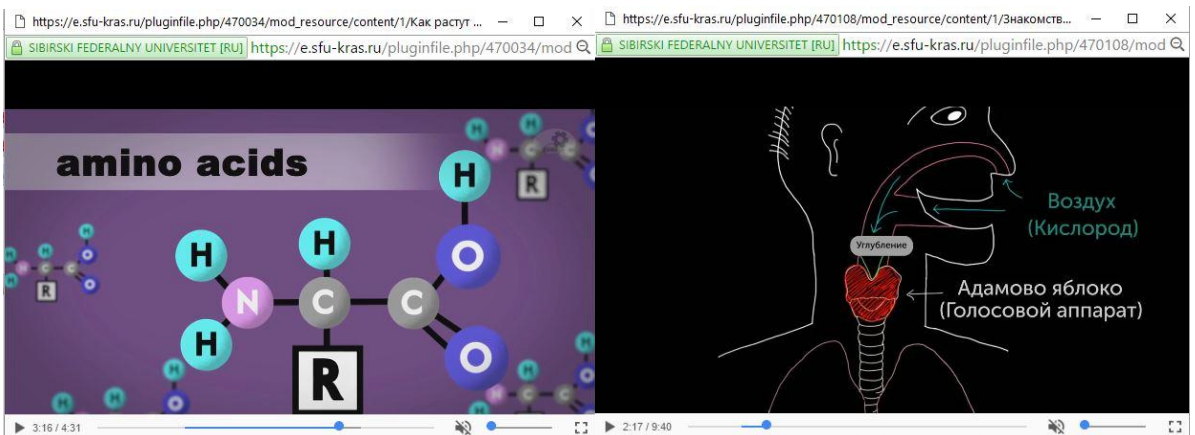 https://e.sfu-kras.ru/pluginfile.php/470034/mod_resource/content/1/Как растут ...
SIBIRSKI FEDERALNY UNIVERSITET [RU] https://e.sfu-kras.ru/pluginfile.php/470034/mod
amino acids
H
O
H
H
N
C
C
H
R
O
H
N
C
R
O
H
R
3:16 / 4:31
https://e.sfu-kras.ru/pluginfile.php/470108/mod_resource/content/1/Знакомств...
SIBIRSKI FEDERALNY UNIVERSITET [RU] https://e.sfu-kras.ru/pluginfile.php/470108/mod
Воздух
(Кислород)
Углубление
Адамово яблоко
(Голосовой аппарат)
2:17 / 9:40